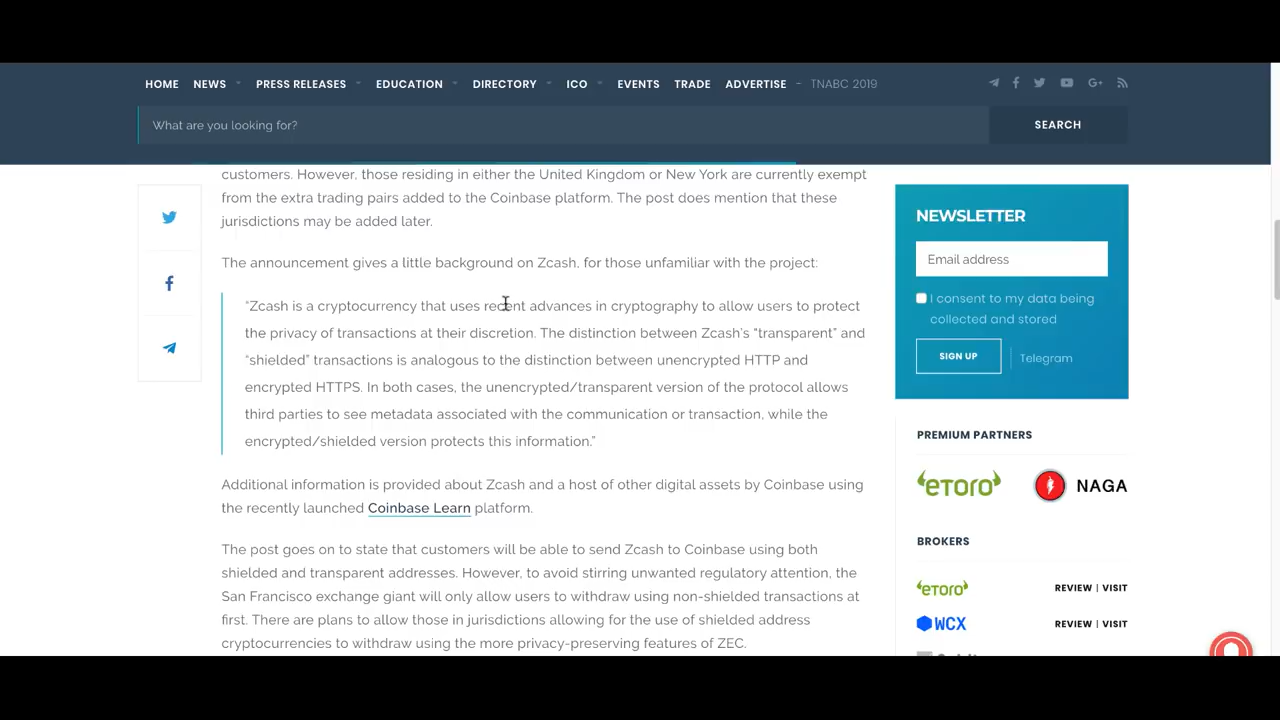 HOME NEWS PRESS RELEASES EDUCATION DIRECTORY ICO EVENTS TRADE ADVERTISE – TNABC 2019
What are you looking for?
SEARCH
customers. However, those residing in either the United Kingdom or New York are currently exempt
from the extra trading pairs added to the Coinbase platform. The post does mention that these
jurisdictions may be added later.
The announcement gives a little background on Zcash, for those unfamiliar with the project:
“Zcash is a cryptocurrency that uses recent advances in cryptography to allow users to protect
the privacy of transactions at their discretion. The distinction between Zcash’s “transparent” and
“shielded” transactions is analogous to the distinction between unencrypted HTTP and
encrypted HTTPS. In both cases, the unencrypted/transparent version of the protocol allows
third parties to see metadata associated with the communication or transaction, while the
encrypted/shielded version protects this information.”
Additional information is provided about Zcash and a host of other digital assets by Coinbase using
the recently launched Coinbase Learn platform.
The post goes on to state that customers will be able to send Zcash to Coinbase using both
shielded and transparent addresses. However, to avoid stirring unwanted regulatory attention, the
San Francisco exchange giant will only allow users to withdraw using non-shielded transactions at
first. There are plans to allow those in jurisdictions allowing for the use of shielded address
cryptocurrencies to withdraw using the more privacy-preserving features of ZEC.
NEWSLETTER
Email address
I consent to my data being
collected and stored
SIGN UP
Telegram
PREMIUM PARTNERS
eToro
NAGA
BROKERS
eToro REVIEW | VISIT
WCX REVIEW | VISIT